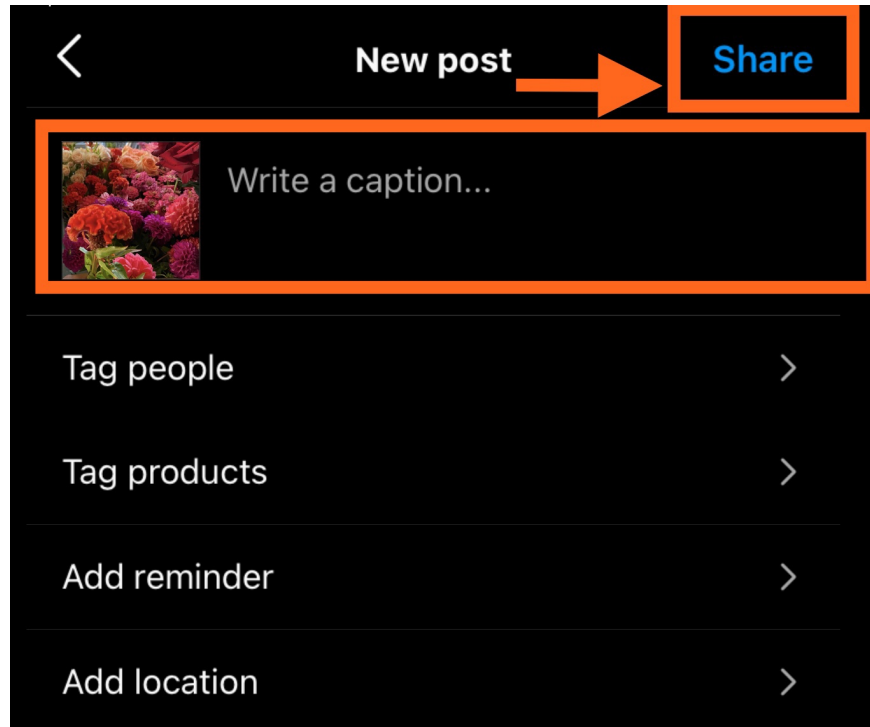 New post
Share
Write a caption...
Tag people
Tag products
Add reminder
Add location